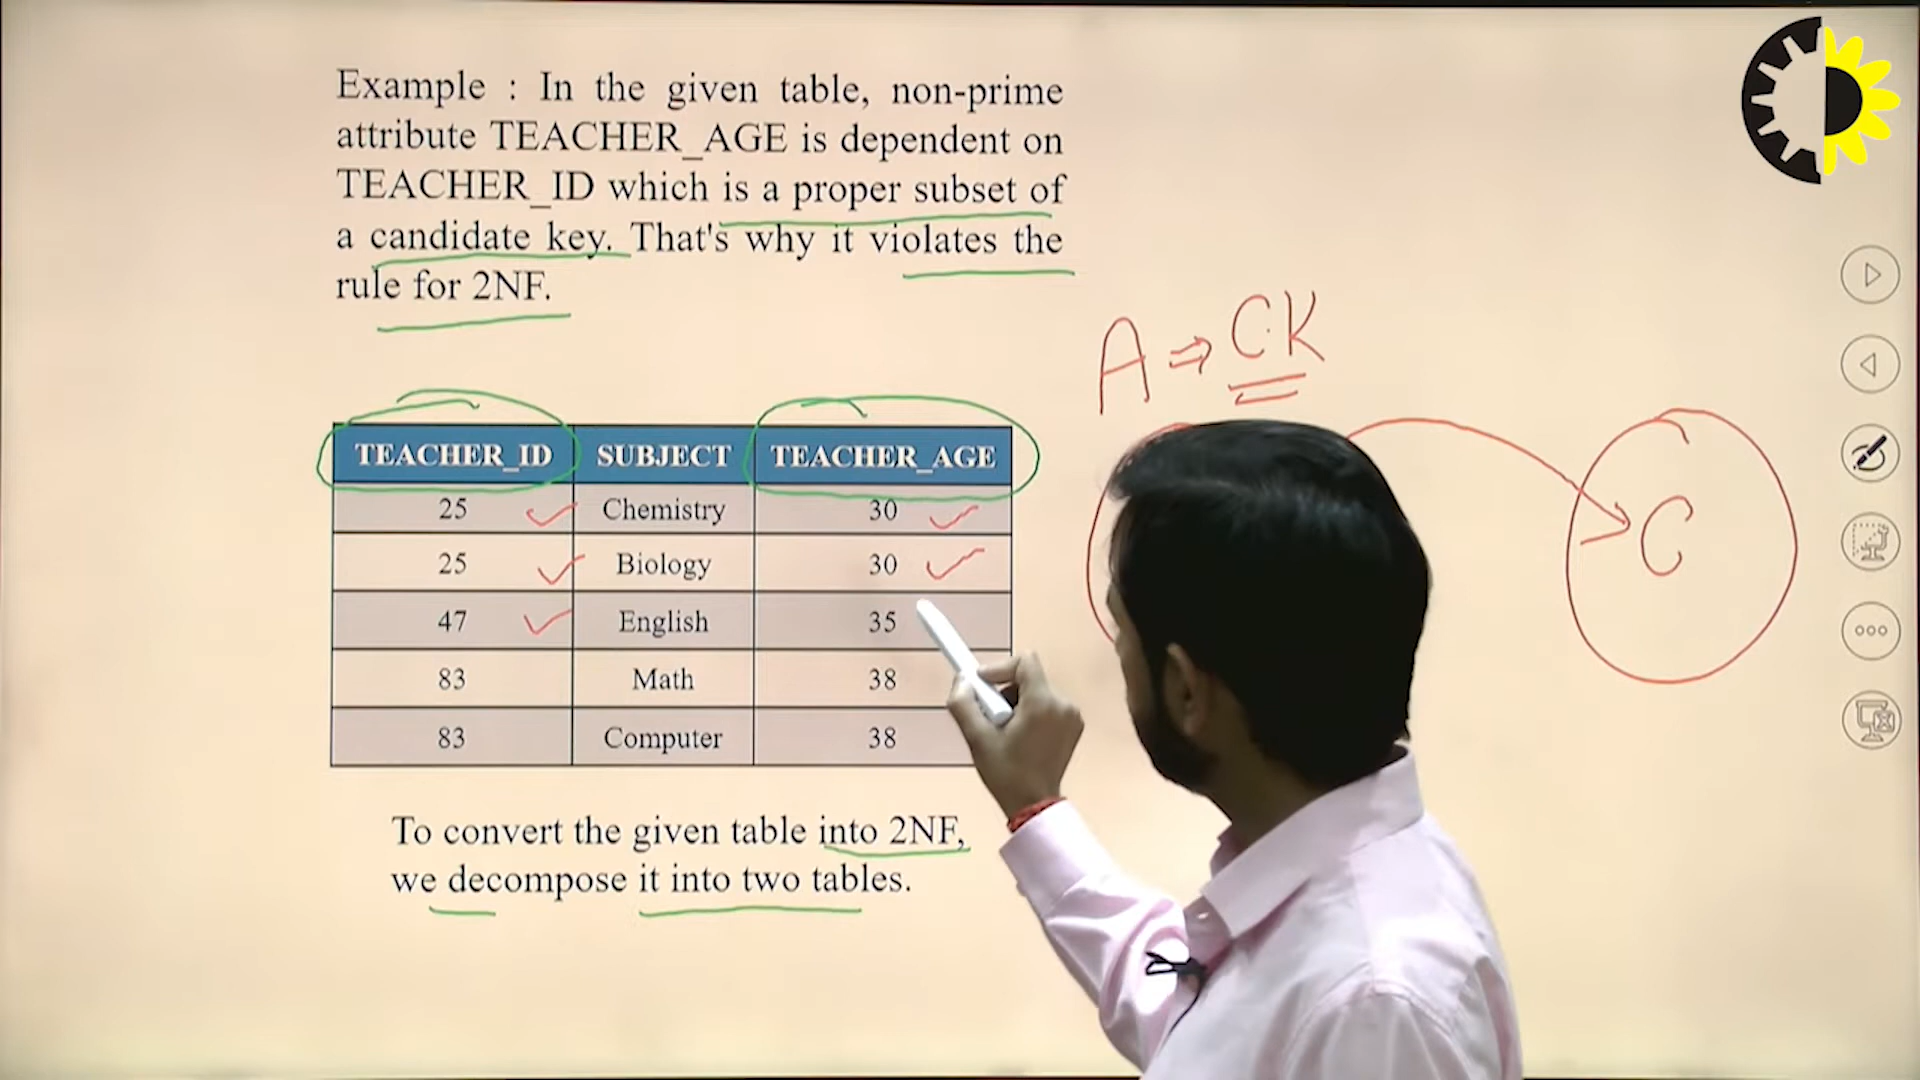 Example : In the given table, non-prime
attribute TEACHER_AGE is dependent on
TEACHER_ID which is a proper subset of
a candidate key. That's why it violates the
rule for 2NF.
A ⇒ C.K
TEACHER_ID SUBJECT TEACHER_AGE
25 Chemistry 30
25 Biology 30
47 English 35
83 Math 38
83 Computer 38
C
To convert the given table into 2NF,
we decompose it into two tables.